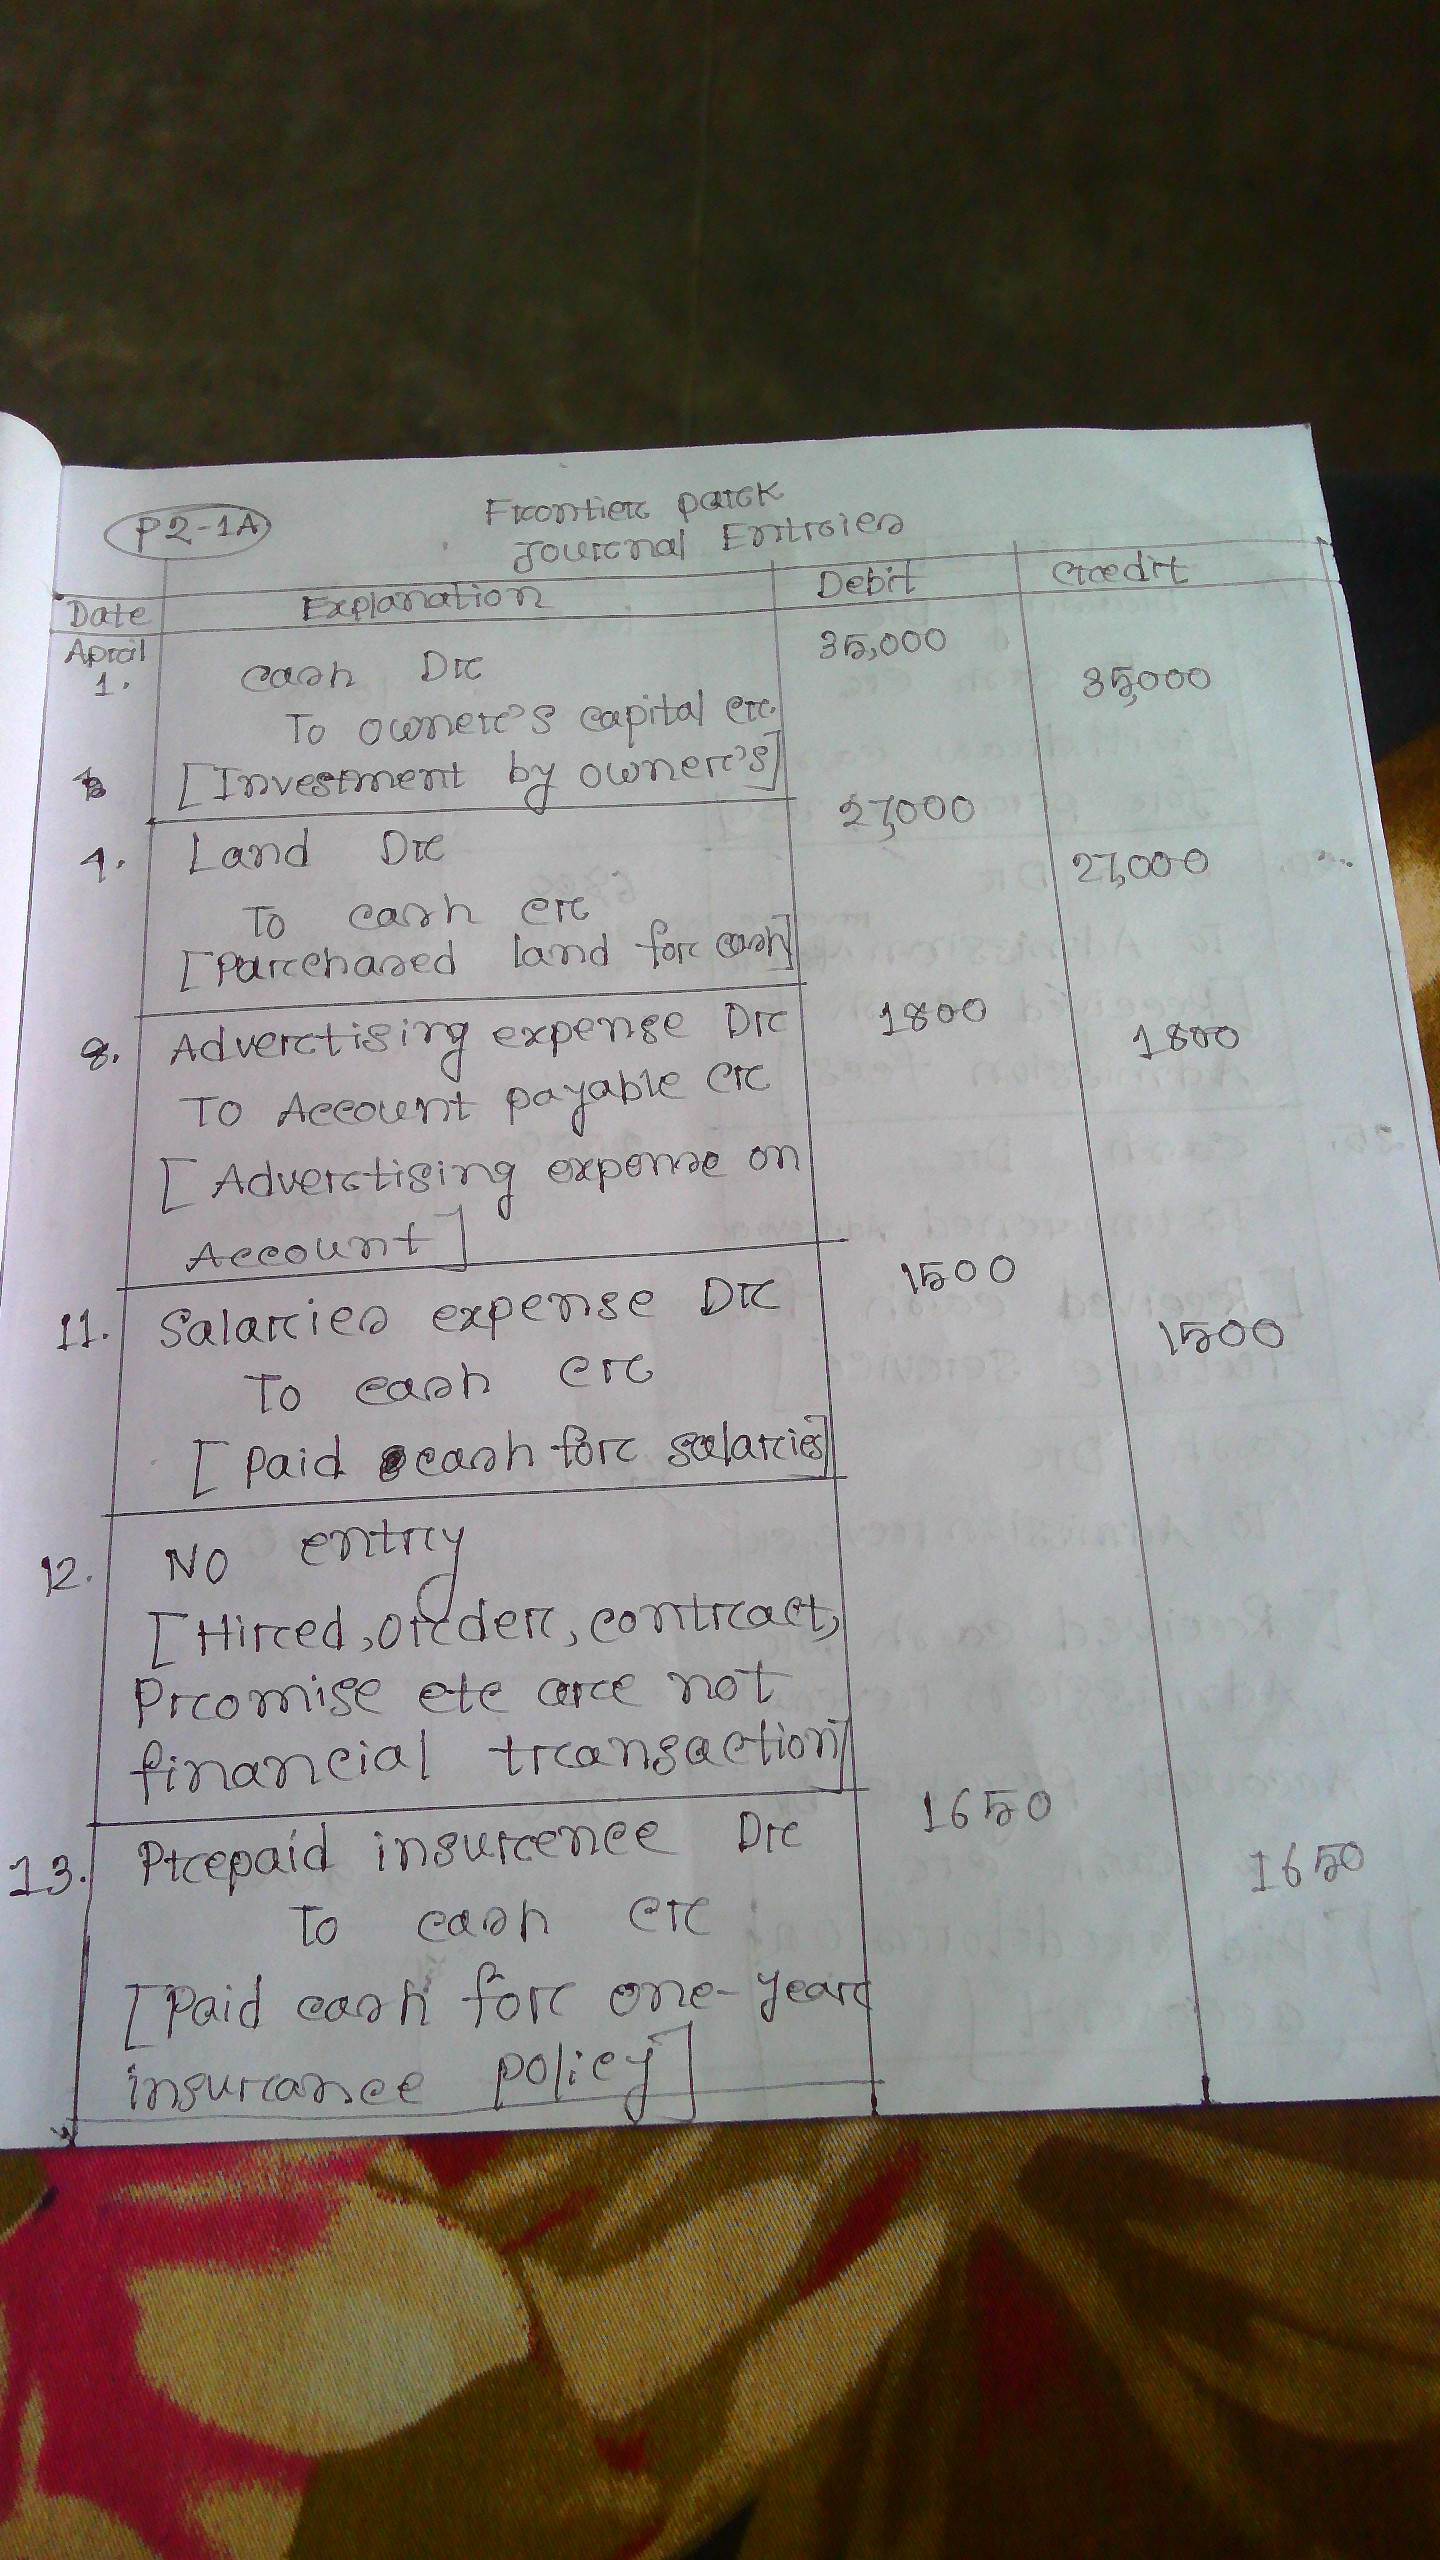 P2-1A
Frontier park
Journal Entries
Date Explanation Debit Credit
April
1. Cash Dr 35,000
To owner's capital cr. 35,000
[Investment by owner's]
4. Land Dr 27,000
To cash cr 27,000
[Purchased land for cash]
8. Advertising expense Dr 1800
To Account payable cr 1800
[Advertising expense on
Account]
11. Salaries expense Dr 1500
To cash cr 1500
[Paid cash for salaries]
12. NO entry
[Hired, order, contract,
Promise etc are not
financial transaction]
13. Prepaid insurence Dr 1650
To cash cr 1650
[Paid cash for one-year
insurance policy]